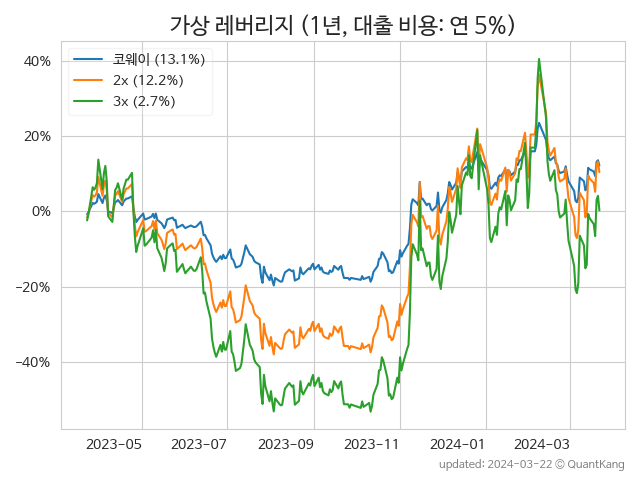 가상 레버리지 (1년, 대출 비용: 연 5%)
코웨이 (13.1%)
2x (12.2%)
3x (2.7%)
40%
20%
0%
−20%
−40%
2023-05 2023-07 2023-09 2023-11 2024-01 2024-03
updated: 2024-03-22 © QuantKang